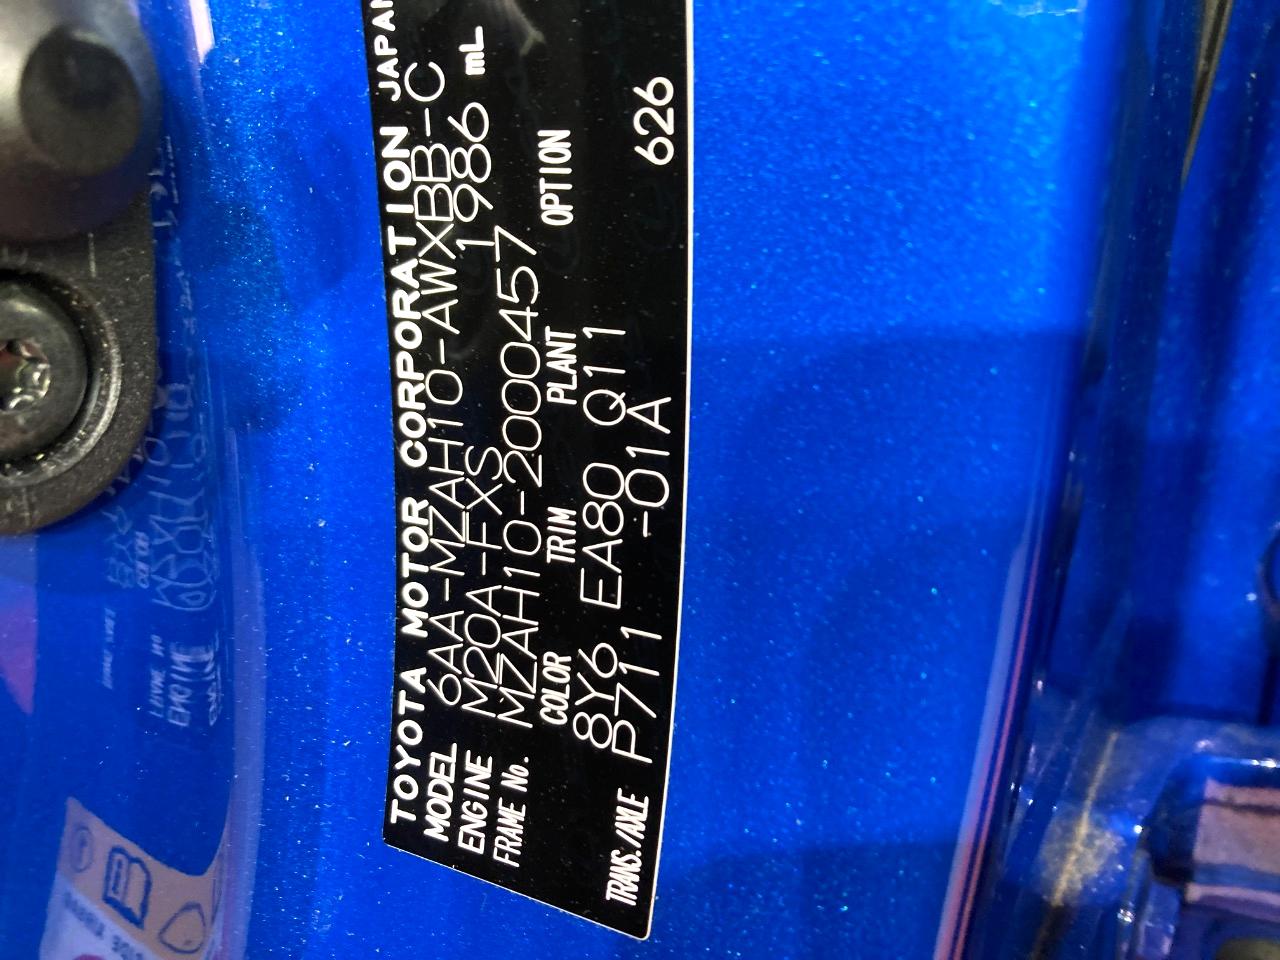 TOYOTA MOTOR CORPORATION JAPAN
MODEL 6AA-MZAH10-AWXBB-C
ENGINE M20A-FXS 1986 mL
FRAME No. MZAH10-2000457
COLOR TRIM PLANT OPTION
8Y6 EA80 Q11
TRANS./AXLE P711 -01A 626